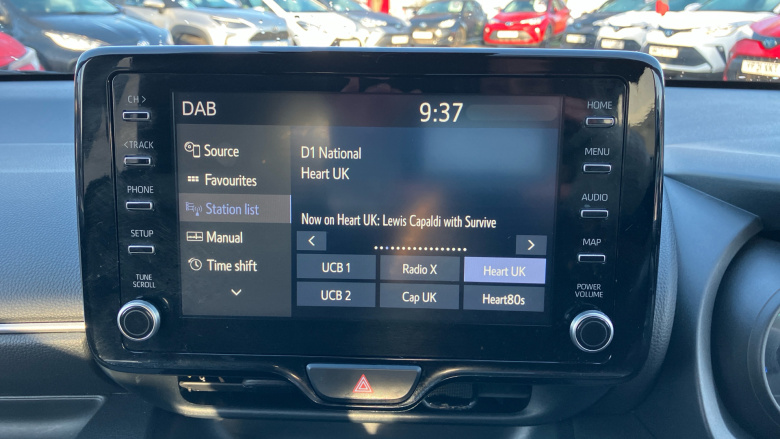 DAB
9:37
CH >
< TRACK
PHONE
SETUP
TUNE
SCROLL
Source
Favourites
Station list
Manual
Time shift
D1 National
Heart UK
Now on Heart UK: Lewis Capaldi with Survive
< >
UCB 1 Radio X Heart UK
UCB 2 Cap UK Heart80s
HOME
MENU
AUDIO
MAP
POWER
VOLUME